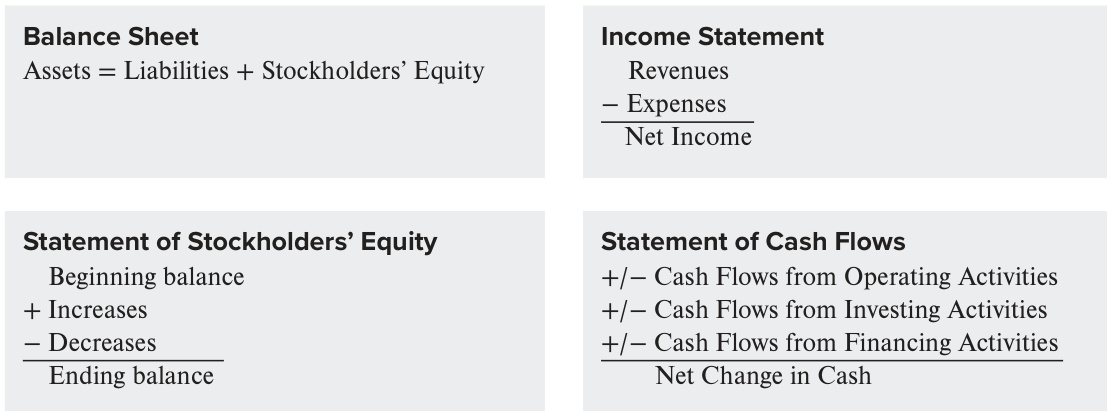 Balance Sheet
Assets = Liabilities + Stockholders’ Equity
Income Statement
Revenues
− Expenses
Net Income
Statement of Stockholders’ Equity
Beginning balance
+ Increases
− Decreases
Ending balance
Statement of Cash Flows
+/− Cash Flows from Operating Activities
+/− Cash Flows from Investing Activities
+/− Cash Flows from Financing Activities
Net Change in Cash